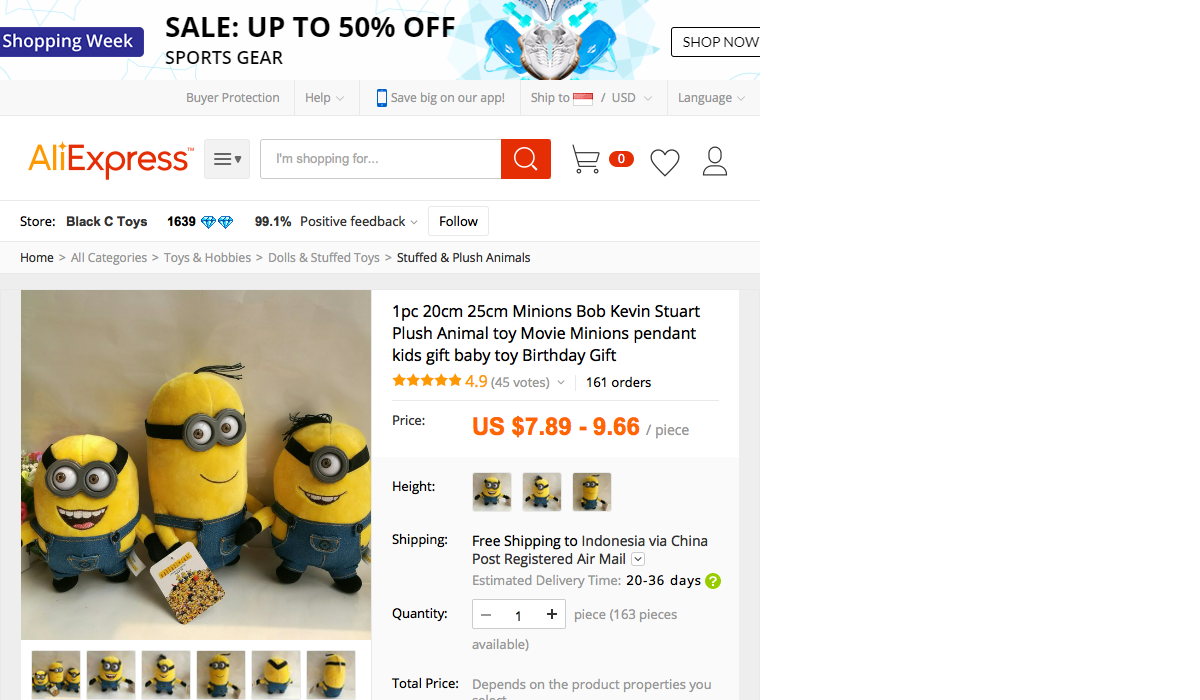 Shopping Week
SALE: UP TO 50% OFF
SPORTS GEAR
SHOP NOW
Buyer Protection
Help
Save big on our app!
Ship to / USD
Language
AliExpress™
I'm shopping for...
0
Store: Black C Toys 1639 99.1% Positive feedback
Follow
Home > All Categories > Toys & Hobbies > Dolls & Stuffed Toys > Stuffed & Plush Animals
1pc 20cm 25cm Minions Bob Kevin Stuart
Plush Animal toy Movie Minions pendant
kids gift baby toy Birthday Gift
4.9 (45 votes) 161 orders
Price: US $7.89 - 9.66 / piece
Height:
Shipping: Free Shipping to Indonesia via China
Post Registered Air Mail
Estimated Delivery Time: 20-36 days ?
Quantity: − 1 + piece (163 pieces
available)
Total Price: Depends on the product properties you
select